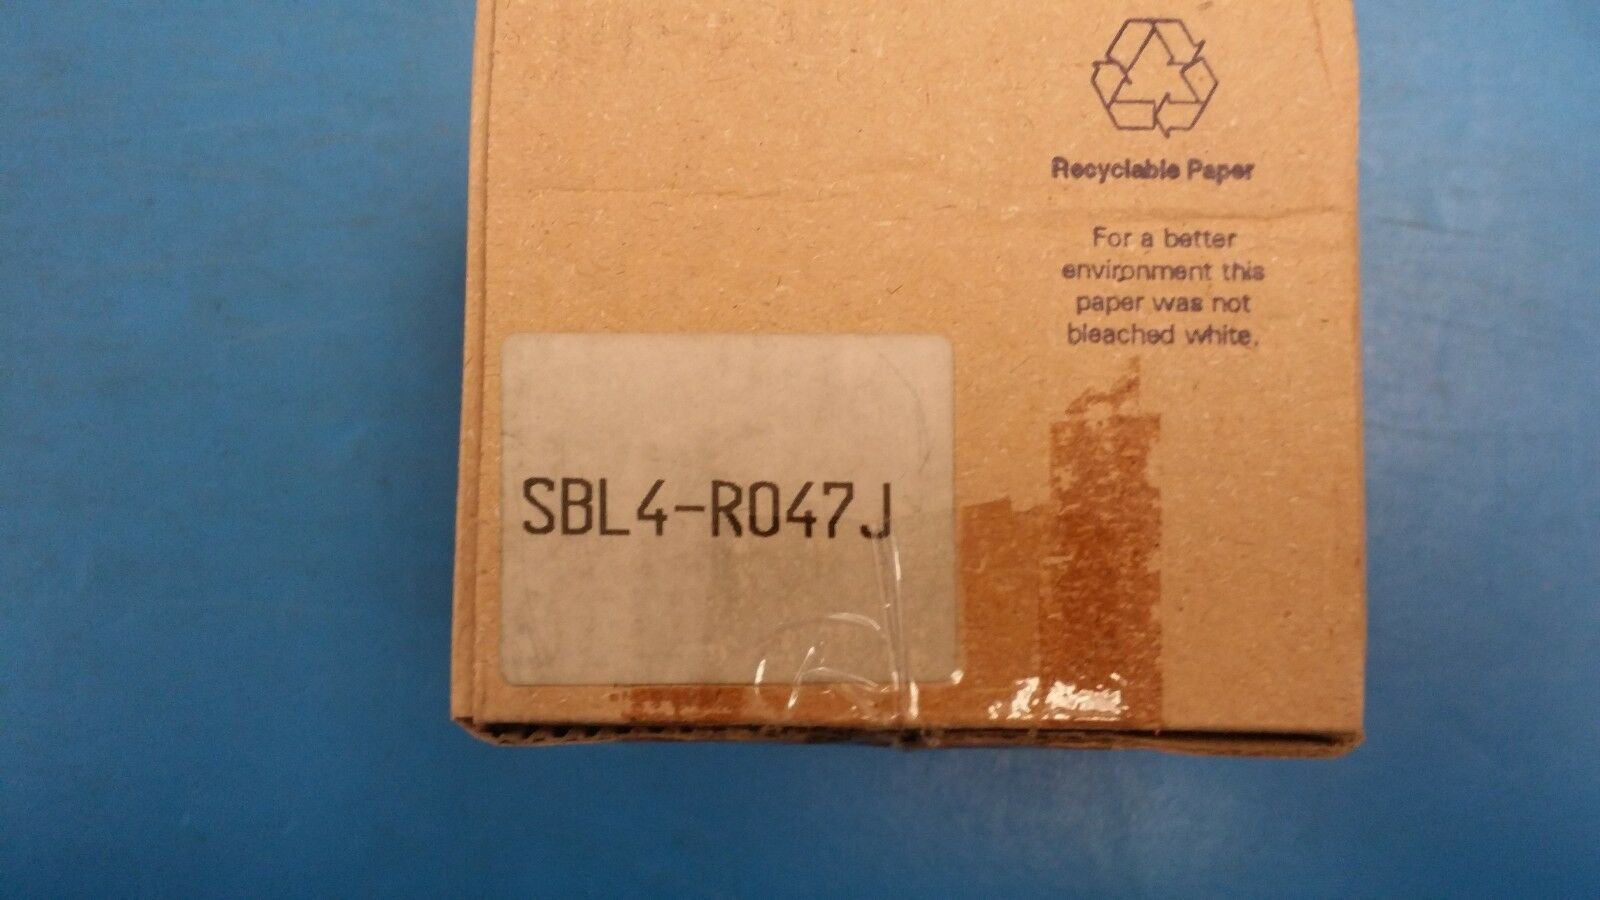 Recyclable Paper
For a better
environment this
paper was not
bleached white.
SBL4-R047J